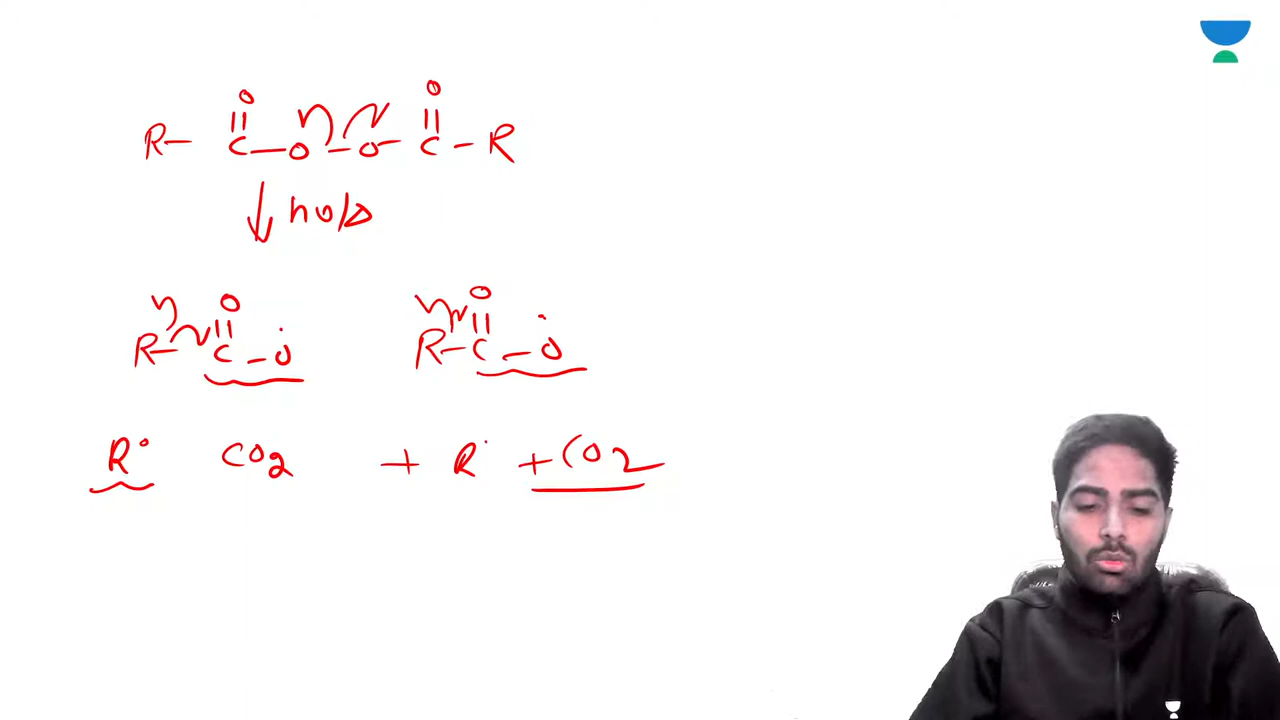 O O
R- C - O - O - C - R
↓ hν/Δ
O O
R- C - O• R- C - O•
R• CO2 + R• + CO2